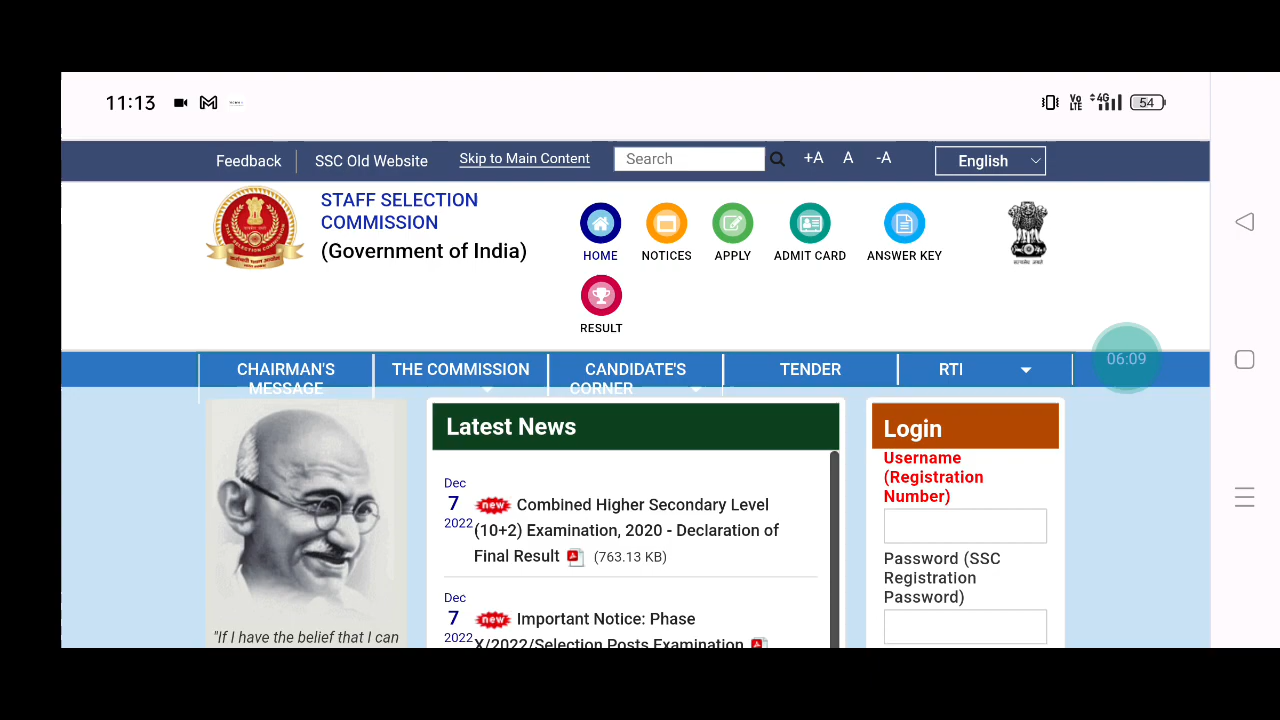 11:13
Vo
LTE
4G
54
Feedback
SSC Old Website
Skip to Main Content
Search
+A
A
-A
English
STAFF SELECTION
COMMISSION
(Government of India)
HOME
NOTICES
APPLY
ADMIT CARD
ANSWER KEY
RESULT
CHAIRMAN'S
MESSAGE
THE COMMISSION
CANDIDATE'S
CORNER
TENDER
RTI
06:09
"If I have the belief that I can
Latest News
Dec
7
2022
new Combined Higher Secondary Level
(10+2) Examination, 2020 - Declaration of
Final Result (763.13 KB)
Dec
7
2022
new Important Notice: Phase
X/2022/Selection Posts Examination
Login
Username
(Registration
Number)
Password (SSC
Registration
Password)